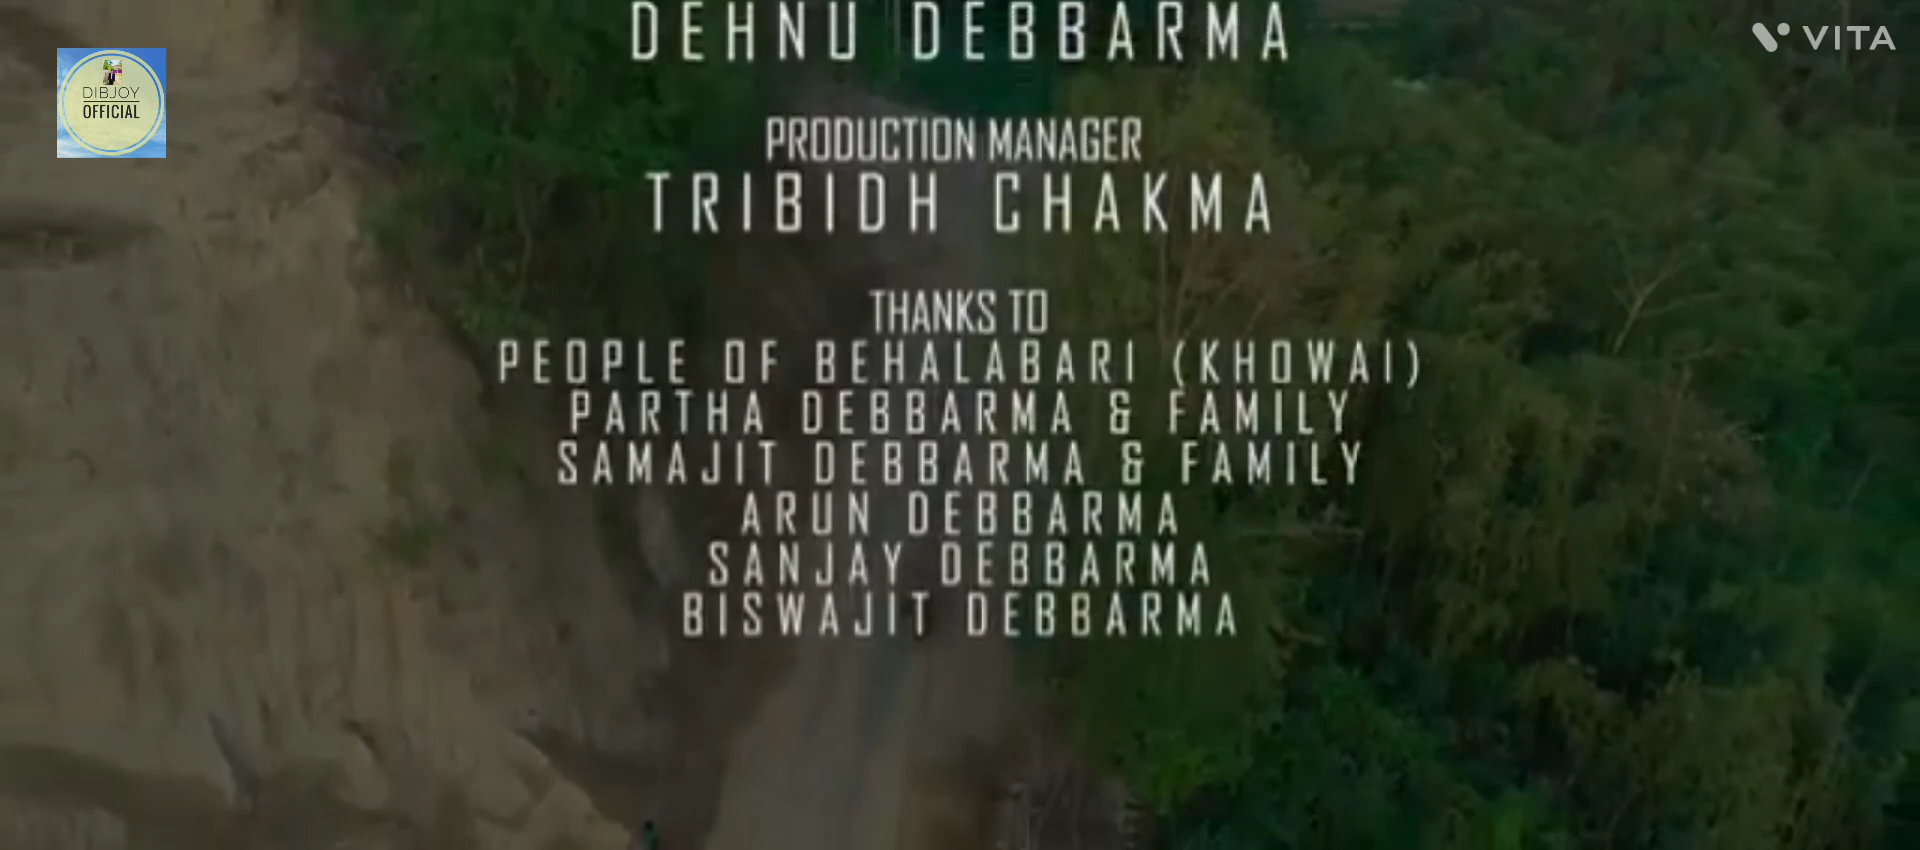 DEHNU DEBBARMA
VITA
DIBJOY
OFFICIAL
PRODUCTION MANAGER
TRIBIDH CHAKMA
THANKS TO
PEOPLE OF BEHALABARI (KHOWAI)
PARTHA DEBBARMA & FAMILY
SAMAJIT DEBBARMA & FAMILY
ARUN DEBBARMA
SANJAY DEBBARMA
BISWAJIT DEBBARMA